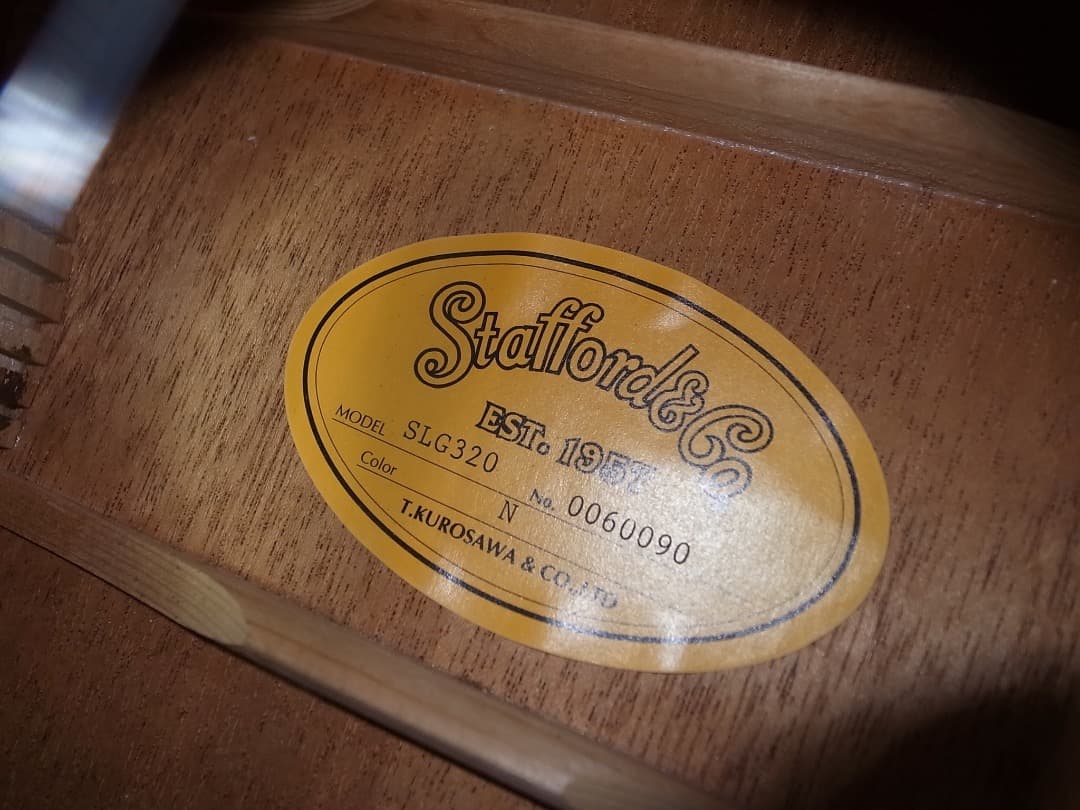 Stafford & Co
EST. 1957
MODEL SLG320
Color N No. 0060090
T.KUROSAWA & CO.,LTD